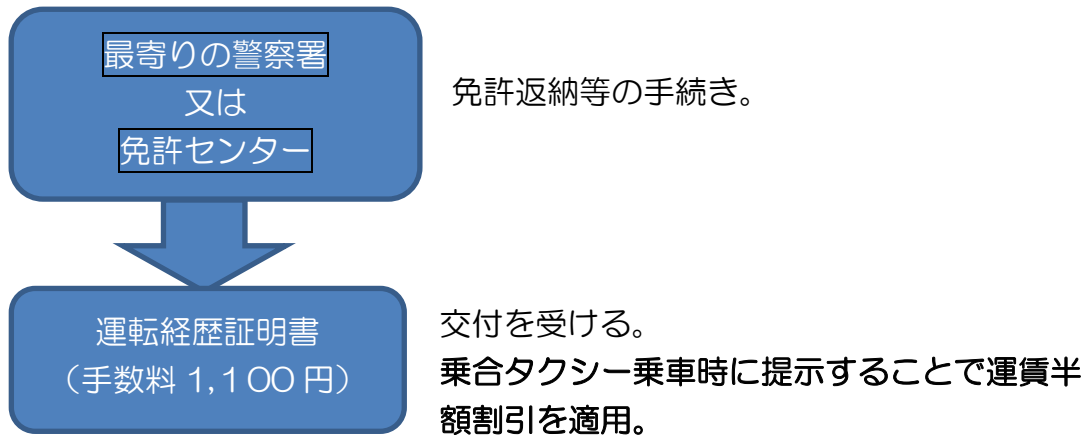 最寄りの警察署
又は
免許センター
免許返納等の手続き。
運転経歴証明書
（手数料 1,100 円）
交付を受ける。
乗合タクシー乗車時に提示することで運賃半
額割引を適用。